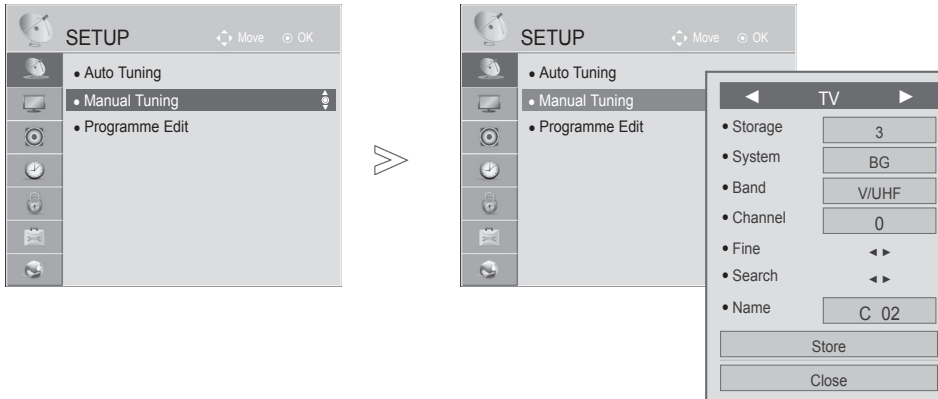 SETUP
Move OK
• Auto Tuning
• Manual Tuning
• Programme Edit
SETUP
Move OK
• Auto Tuning
• Manual Tuning
• Programme Edit
◄ TV ►
• Storage 3
• System BG
• Band V/UHF
• Channel 0
• Fine ◄ ►
• Search ◄ ►
• Name C 02
Store
Close